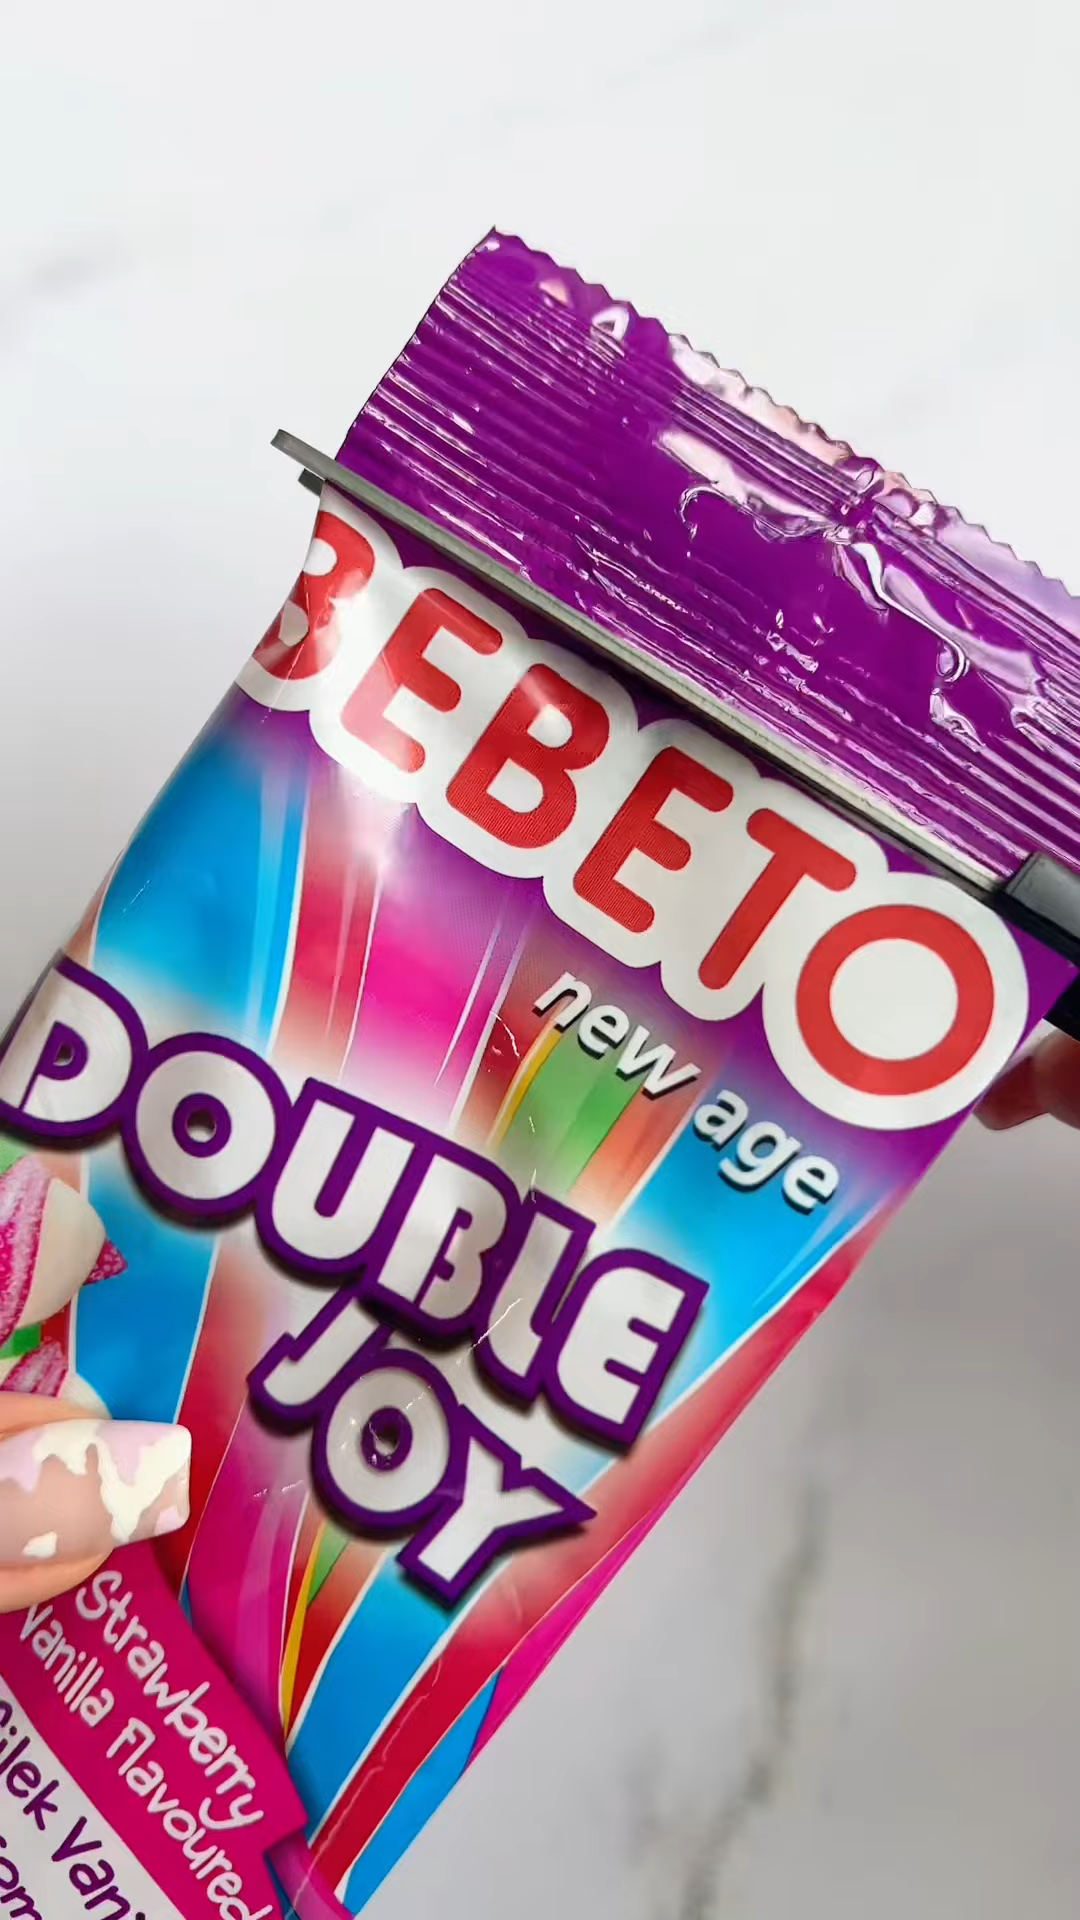 BEBETO
new age
DOUBLE
JOY
Strawberry
Vanilla flavoured